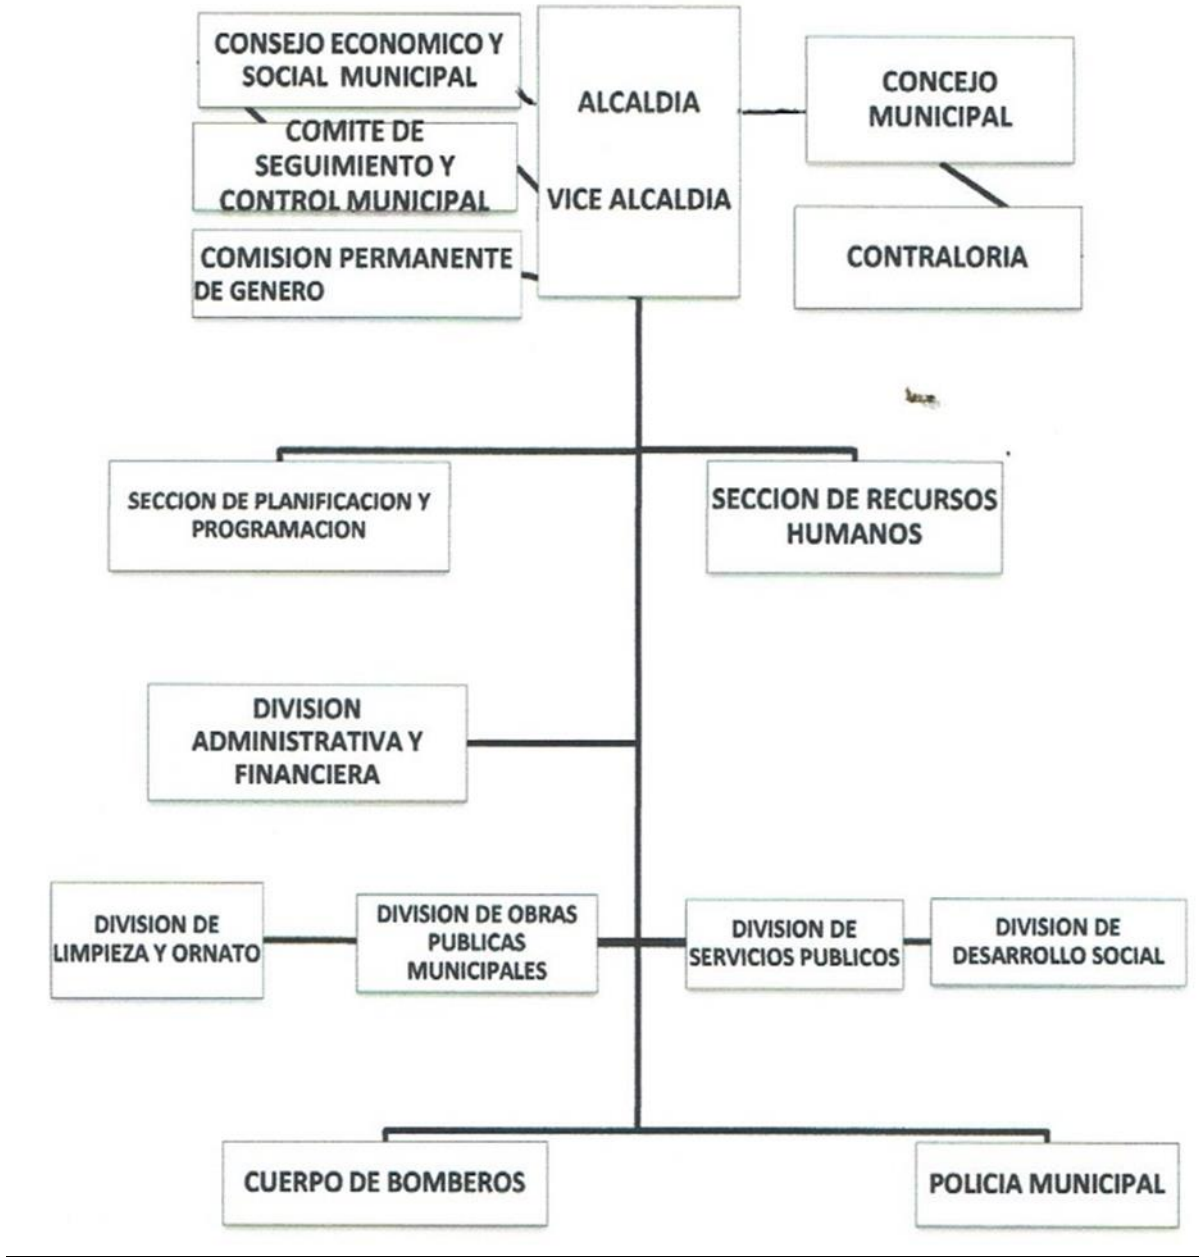 CONSEJO ECONOMICO Y
SOCIAL MUNICIPAL
COMITE DE
SEGUIMIENTO Y
CONTROL MUNICIPAL
COMISION PERMANENTE
DE GENERO
ALCALDIA
VICE ALCALDIA
CONCEJO
MUNICIPAL
CONTRALORIA
SECCION DE PLANIFICACION Y
PROGRAMACION
SECCION DE RECURSOS
HUMANOS
DIVISION
ADMINISTRATIVA Y
FINANCIERA
DIVISION DE
LIMPIEZA Y ORNATO
DIVISION DE OBRAS
PUBLICAS
MUNICIPALES
DIVISION DE
SERVICIOS PUBLICOS
DIVISION DE
DESARROLLO SOCIAL
CUERPO DE BOMBEROS
POLICIA MUNICIPAL